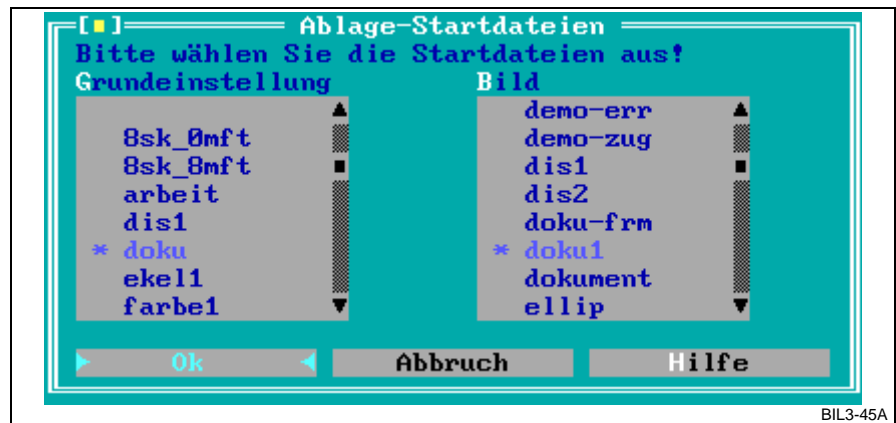 [■] Ablage-Startdateien
Bitte wählen Sie die Startdateien aus!
Grundeinstellung Bild
demo-err
8sk_0mft demo-zug
8sk_8mft dis1
arbeit dis2
dis1 doku-frm
* doku * doku1
ekel1 dokument
farbe1 ellip
Ok Abbruch Hilfe
BIL3-45A